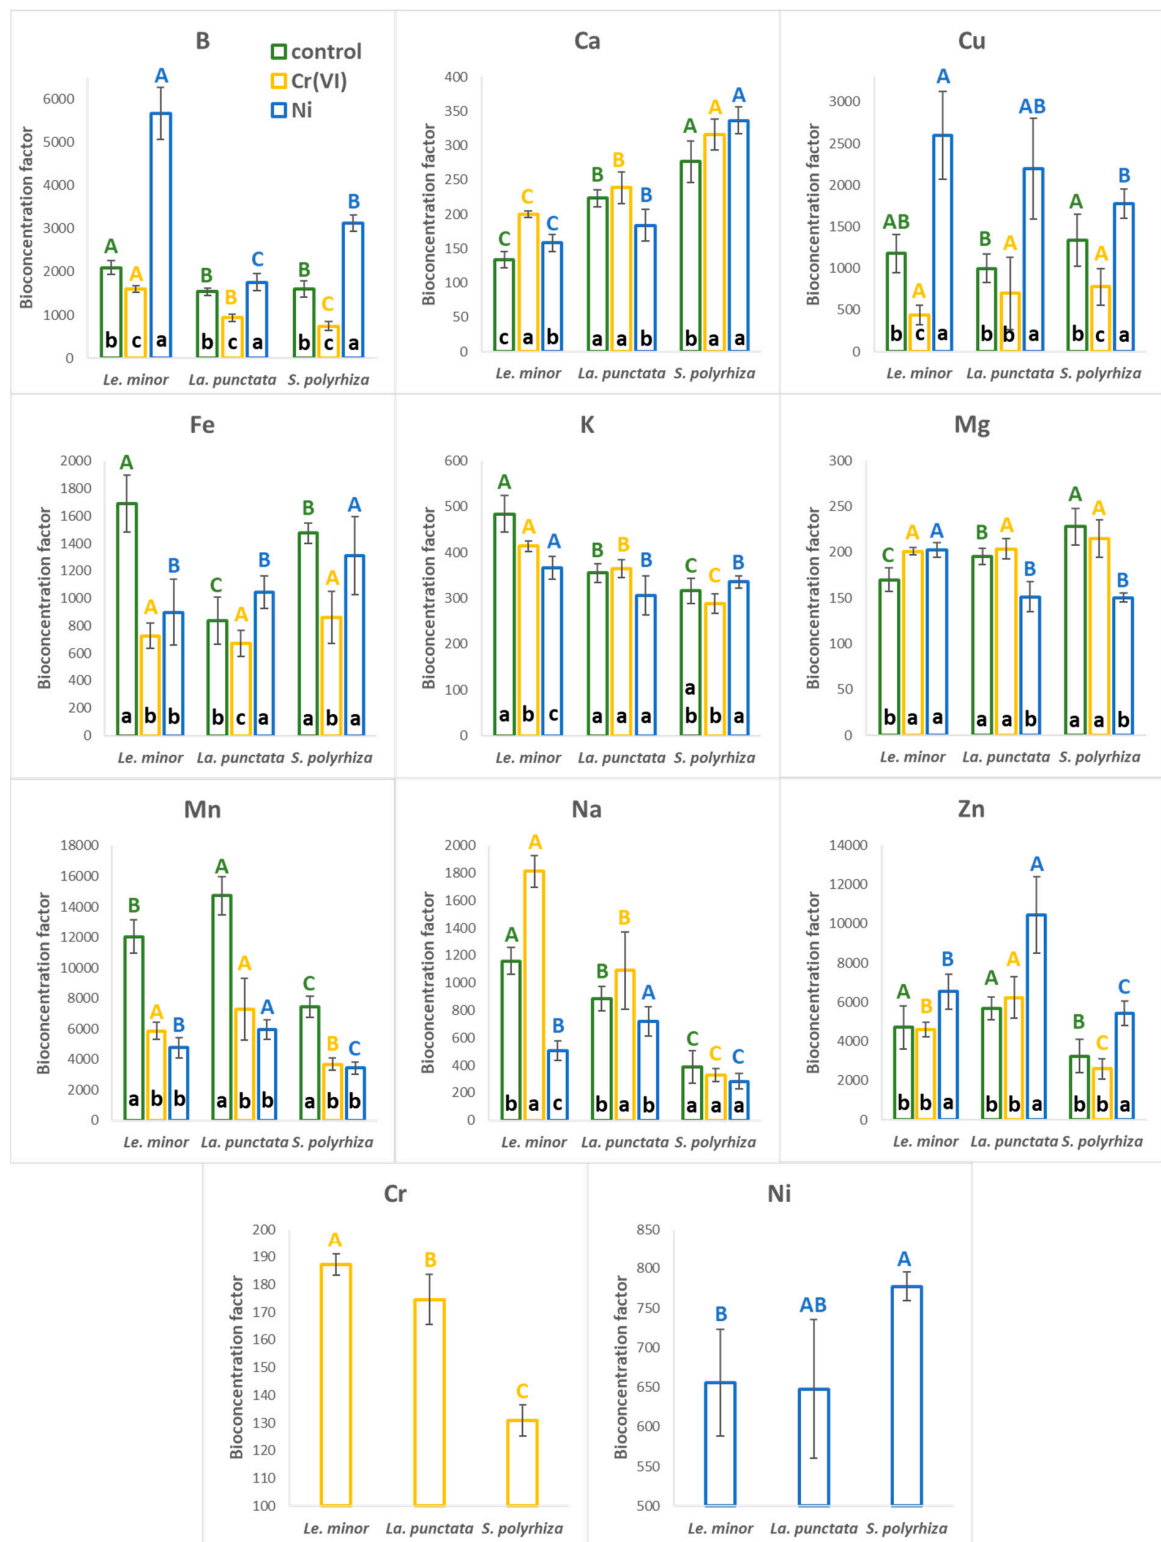 B
control
Cr(VI)
Ni
Bioconcentration factor
6000
5000
4000
3000
2000
1000
0
A A A
B B C
B C B
b c a
b c a
b c a
Le. minor La. punctata S. polyrhiza
Ca
Bioconcentration factor
400
350
300
250
200
150
100
50
0
C C C
B B B
A A A
c a b
a a b
b a a
Le. minor La. punctata S. polyrhiza
Cu
Bioconcentration factor
3000
2500
2000
1500
1000
500
0
AB A A
B A AB
A A B
b c a
b b a
b c a
Le. minor La. punctata S. polyrhiza
Fe
Bioconcentration factor
2000
1800
1600
1400
1200
1000
800
600
400
200
0
A A B
C A B
B A A
a b b
b c a
a b a
Le. minor La. punctata S. polyrhiza
K
Bioconcentration factor
600
500
400
300
200
100
0
A A A
B B B
C C B
a
a b c
a a a
b b a
Le. minor La. punctata S. polyrhiza
Mg
Bioconcentration factor
300
250
200
150
100
50
0
C A A
B A B
A A B
b a a
a a b
a a b
Le. minor La. punctata S. polyrhiza
Mn
Bioconcentration factor
18000
16000
14000
12000
10000
8000
6000
4000
2000
0
B A B
A A A
C B C
a b b
a b b
a b b
Le. minor La. punctata S. polyrhiza
Na
Bioconcentration factor
2000
1800
1600
1400
1200
1000
800
600
400
200
0
A A B
B B A
C C C
b a c
b a b
a a a
Le. minor La. punctata S. polyrhiza
Zn
Bioconcentration factor
14000
12000
10000
8000
6000
4000
2000
0
A B B
A A A
B C C
b b a
b b a
b b a
Le. minor La. punctata S. polyrhiza
Cr
Bioconcentration factor
200
190
180
170
160
150
140
130
120
110
100
A B C
Le. minor La. punctata S. polyrhiza
Ni
Bioconcentration factor
850
800
750
700
650
600
550
500
B AB A
Le. minor La. punctata S. polyrhiza